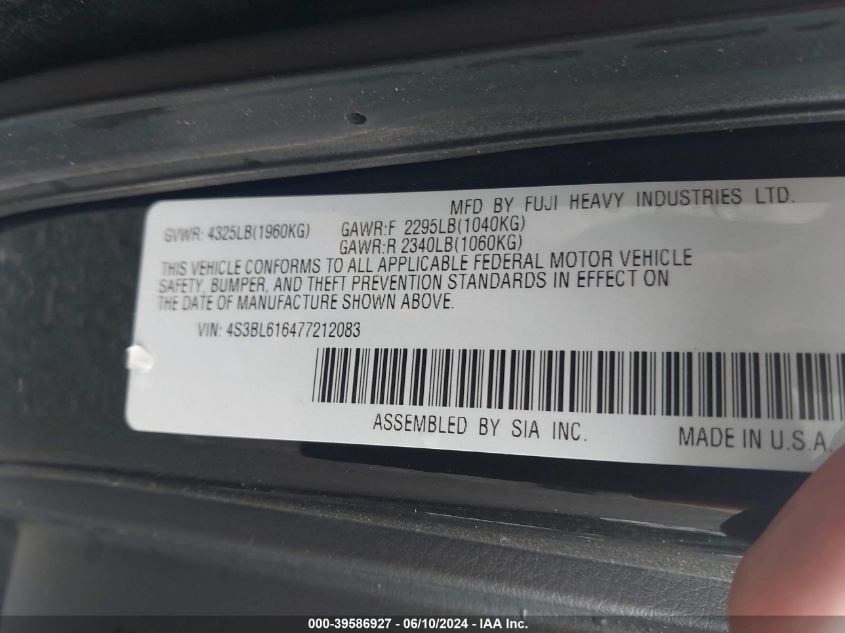 MFD BY FUJI HEAVY INDUSTRIES LTD.
GVWR: 4325LB(1960KG) GAWR:F 2295LB(1040KG)
GAWR:R 2340LB(1060KG)
THIS VEHICLE CONFORMS TO ALL APPLICABLE FEDERAL MOTOR VEHICLE
SAFETY, BUMPER, AND THEFT PREVENTION STANDARDS IN EFFECT ON
THE DATE OF MANUFACTURE SHOWN ABOVE.
VIN: 4S3BL616477212083
ASSEMBLED BY SIA INC.
MADE IN U.S.A.
000-39586927 / 06/10/2024 - IAA Inc.